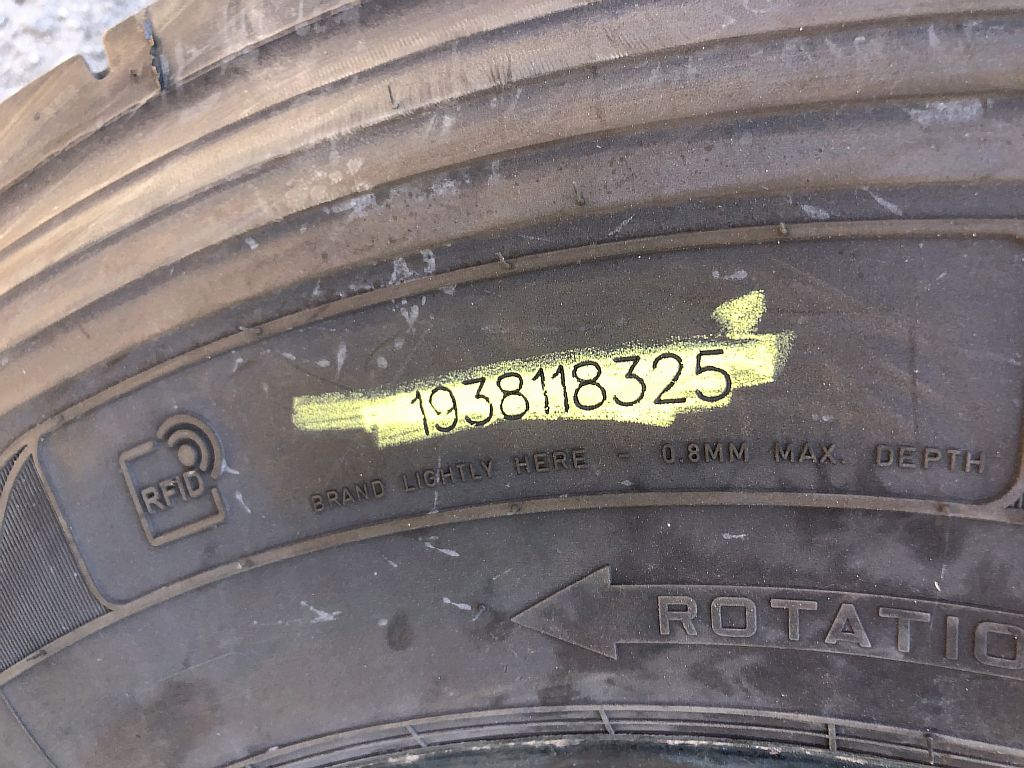 1938118325
RFID
BRAND LIGHTLY HERE - 0.8MM MAX. DEPTH
ROTATIO